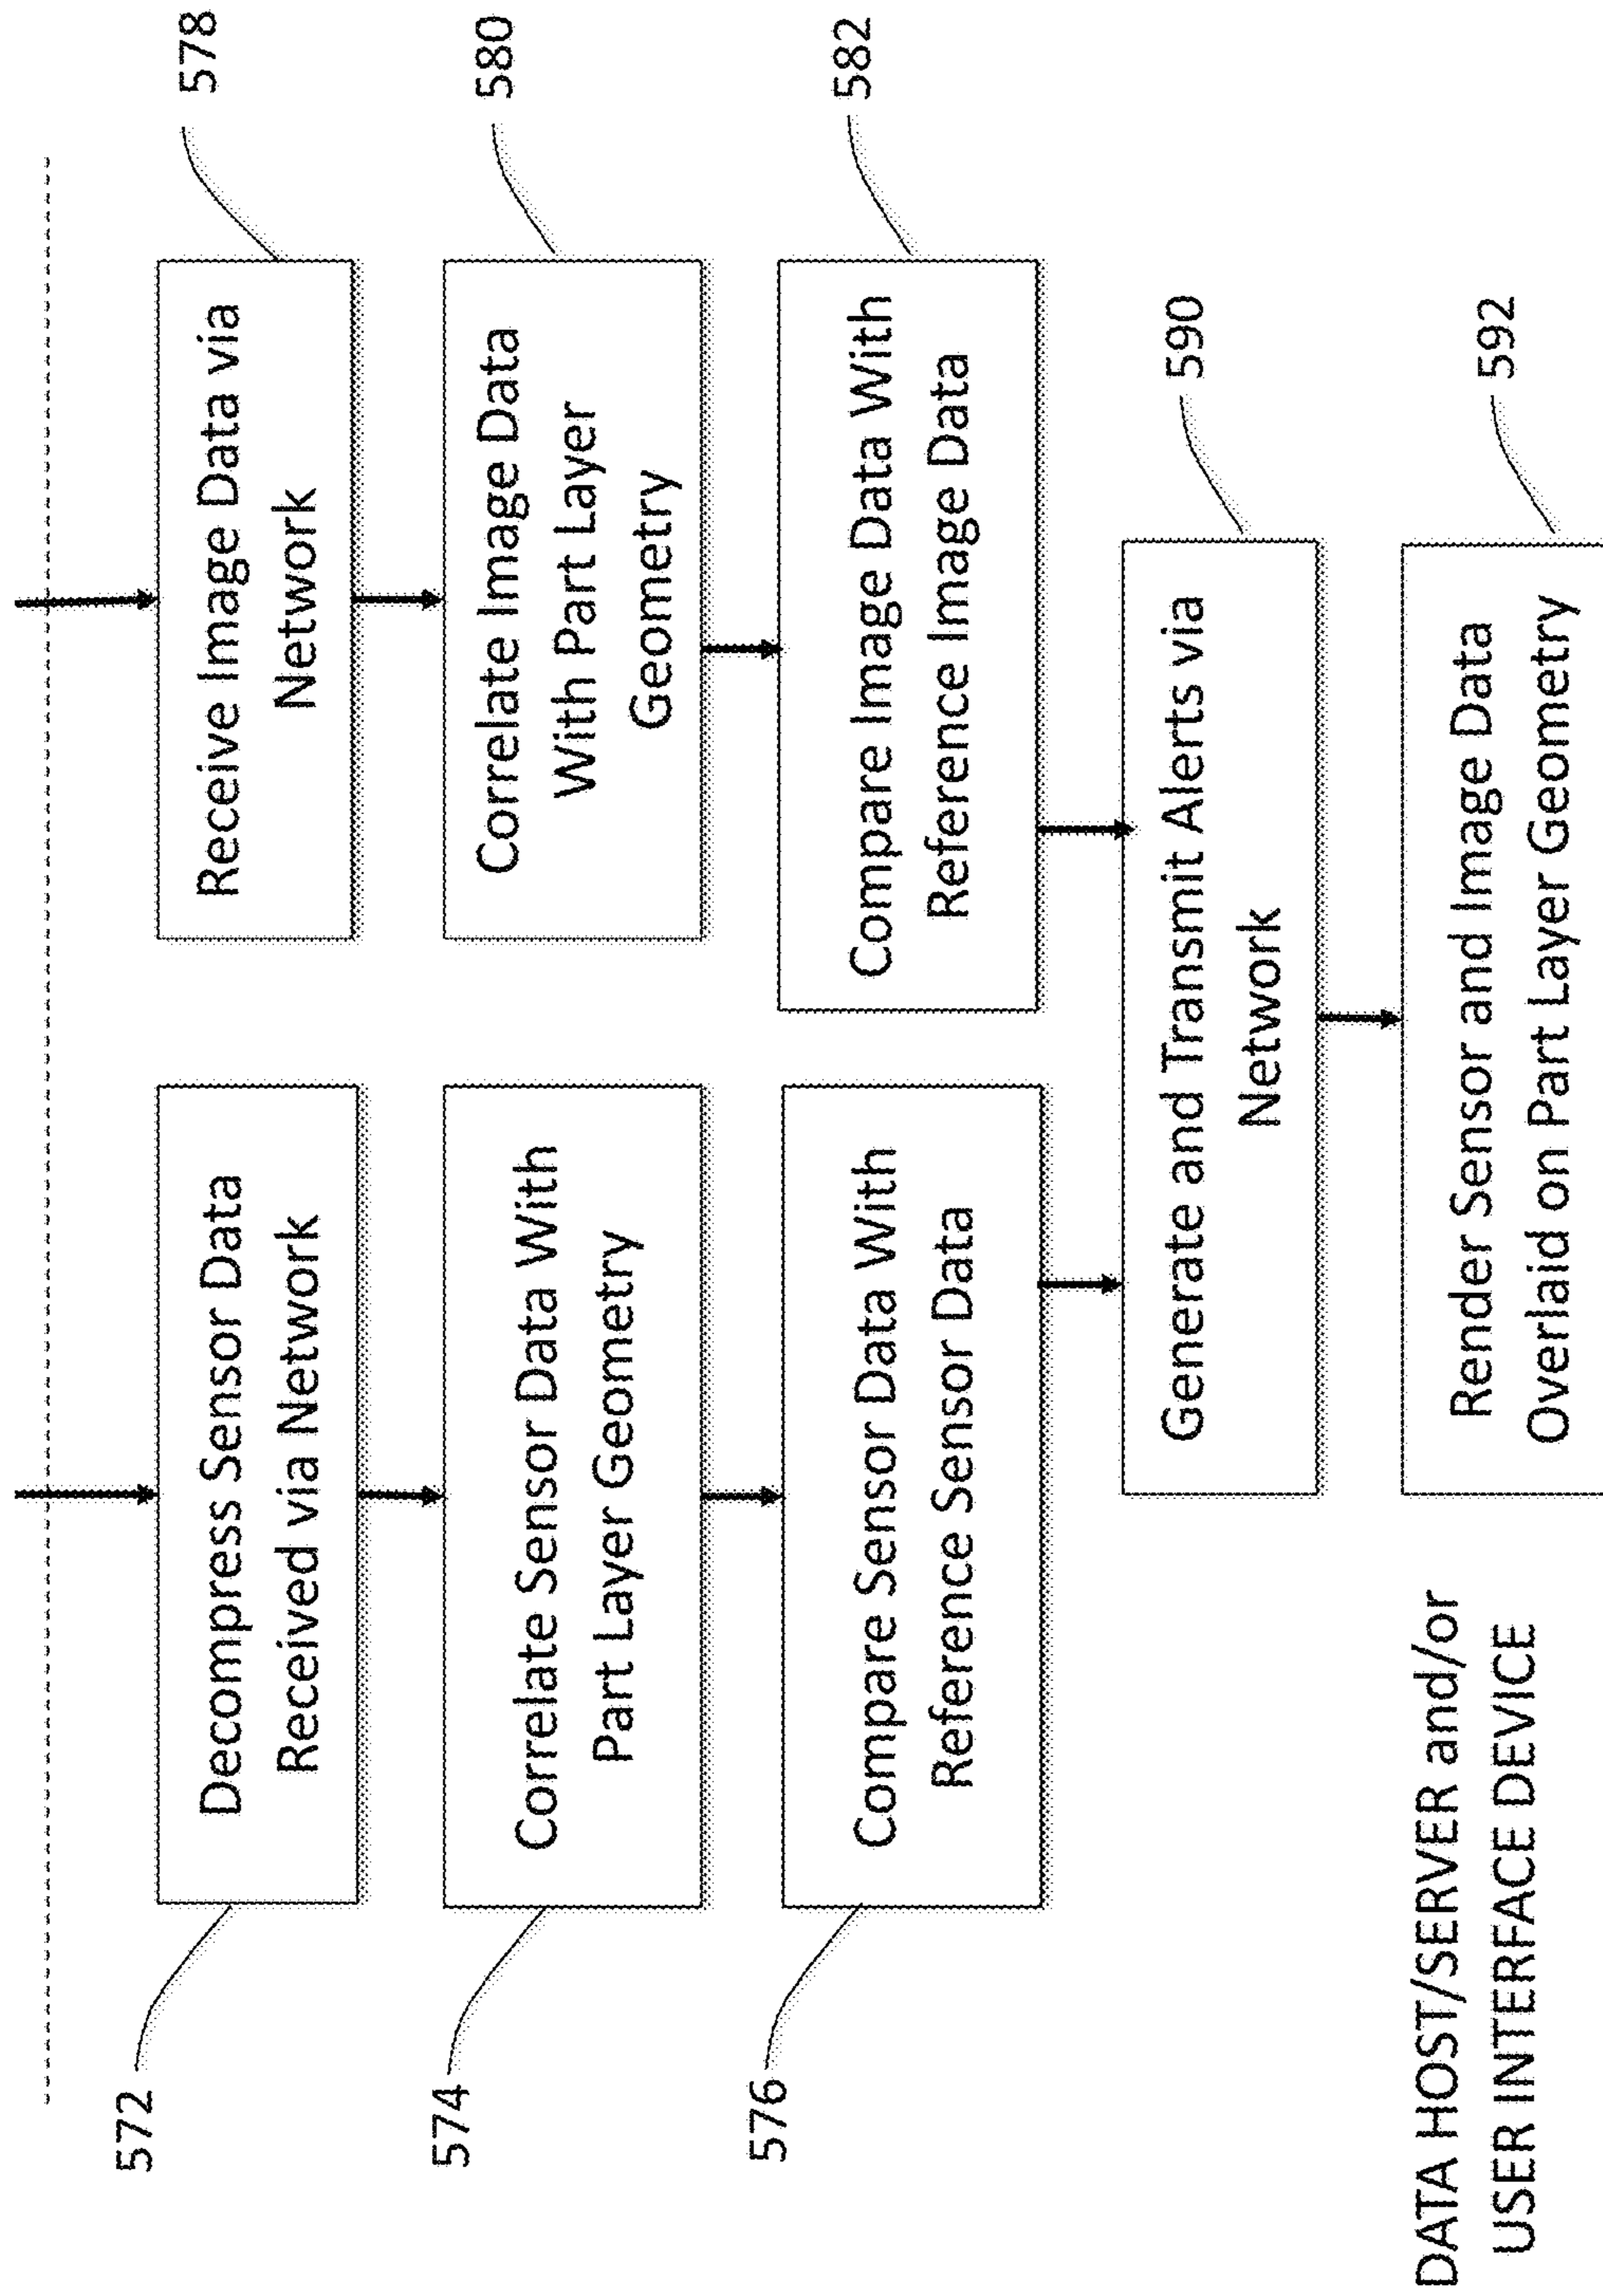 572
Decompress Sensor Data
Received via Network
574
Correlate Sensor Data With
Part Layer Geometry
576
Compare Sensor Data With
Reference Sensor Data
Receive Image Data via
Network
578
Correlate Image Data
With Part Layer
Geometry
580
Compare Image Data With
Reference Image Data
582
Generate and Transmit Alerts via
Network
590
Render Sensor and Image Data
Overlaid on Part Layer Geometry
592
DATA HOST/SERVER and/or
USER INTERFACE DEVICE